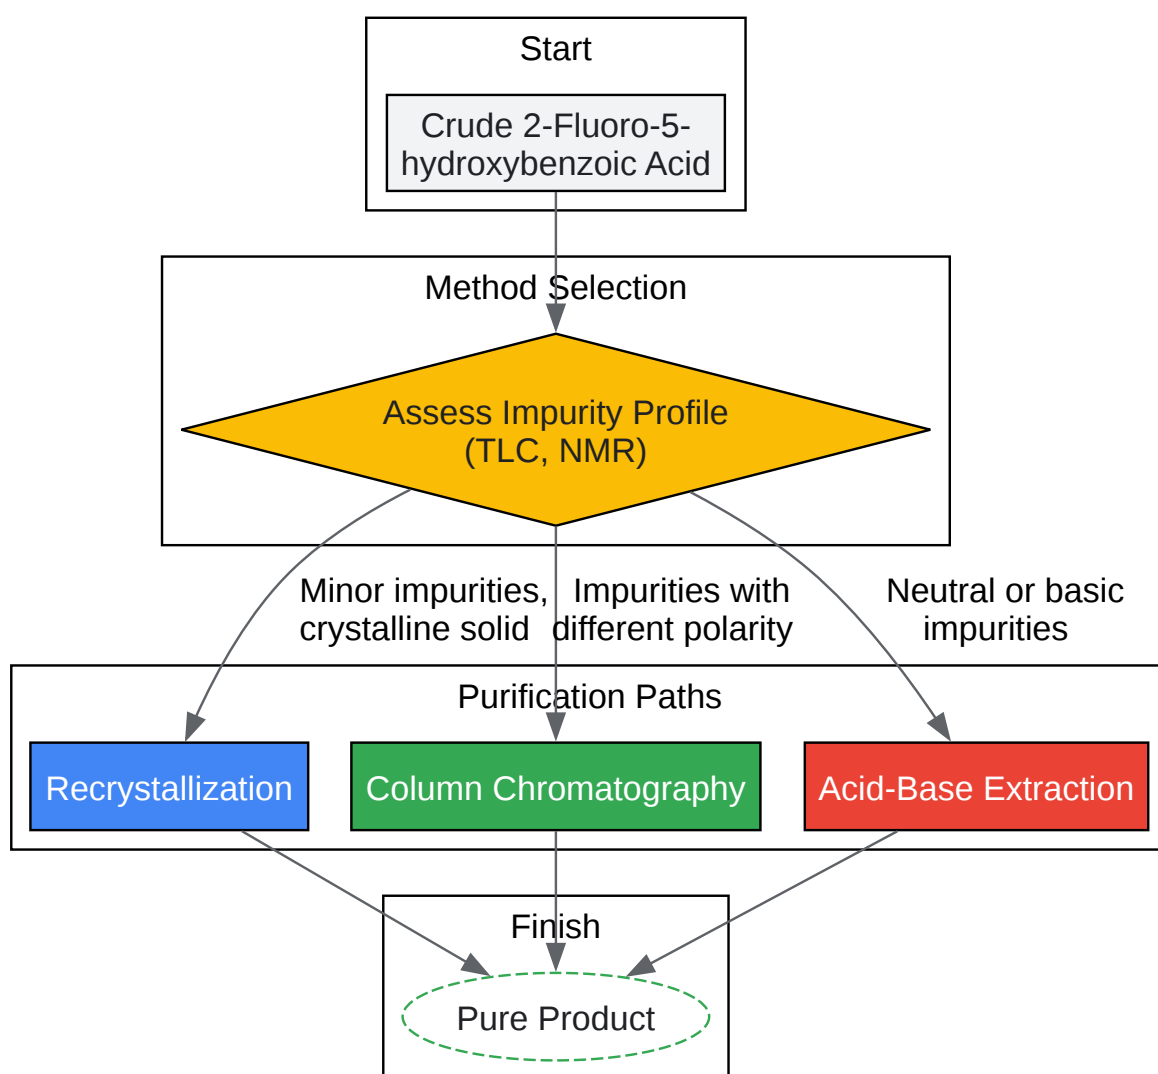 Start
Crude 2-Fluoro-5-
hydroxybenzoic Acid
Method Selection
Assess Impurity Profile
(TLC, NMR)
Minor impurities,
crystalline solid
Impurities with
different polarity
Neutral or basic
impurities
Purification Paths
Recrystallization
Column Chromatography
Acid-Base Extraction
Finish
Pure Product